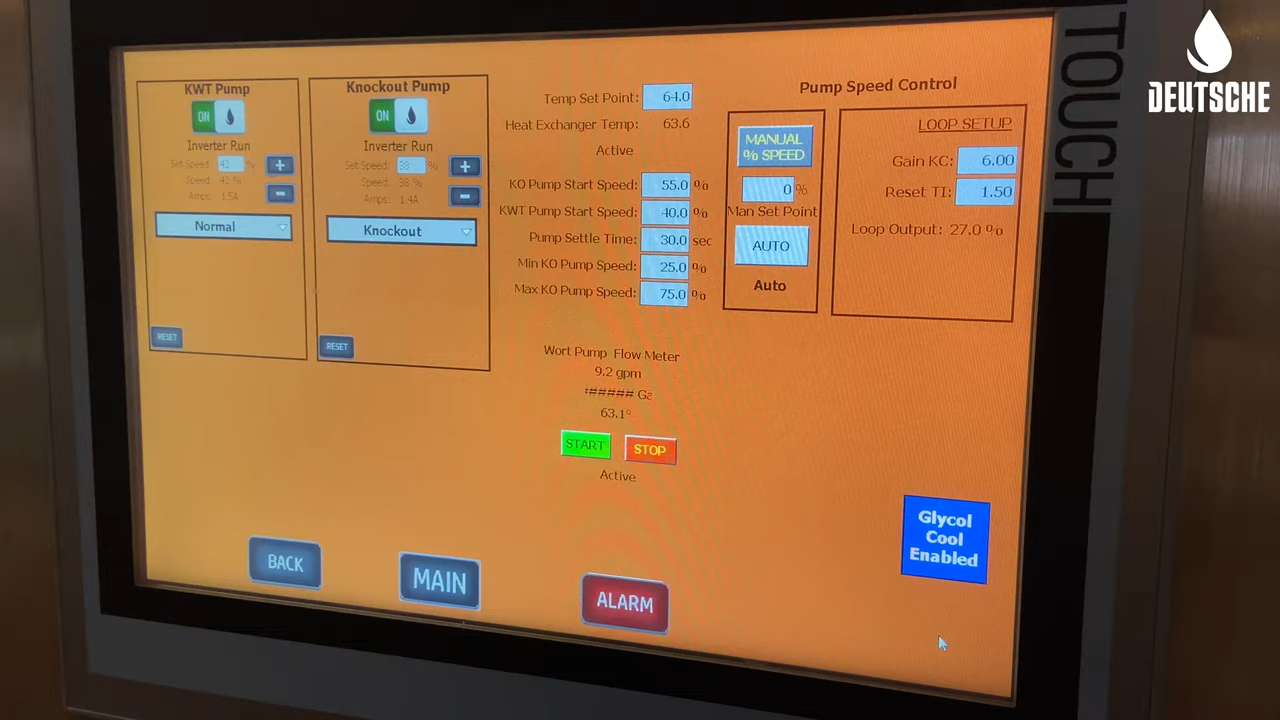 KWT Pump
ON
Inverter Run
Set Speed: 42 %
Speed: 42 %
Amps: 1.5A
+
-
Normal
RESET
Knockout Pump
ON
Inverter Run
Set Speed: 38 %
Speed: 38 %
Amps: 1.4A
+
-
Knockout
RESET
Temp Set Point: 64.0
Heat Exchanger Temp: 63.6
Active
KO Pump Start Speed: 55.0 %
KWT Pump Start Speed: 40.0 %
Pump Settle Time: 30.0 sec
Min KO Pump Speed: 25.0 %
Max KO Pump Speed: 75.0 %
Wort Pump Flow Meter
9.2 gpm
:##### Ga
63.1°
START
STOP
Active
Pump Speed Control
MANUAL
% SPEED
0 %
Man Set Point
AUTO
Auto
LOOP SETUP
Gain KC: 6.00
Reset TI: 1.50
Loop Output: 27.0 %
Glycol
Cool
Enabled
BACK
MAIN
ALARM
TOUCH
DEUTSCHE